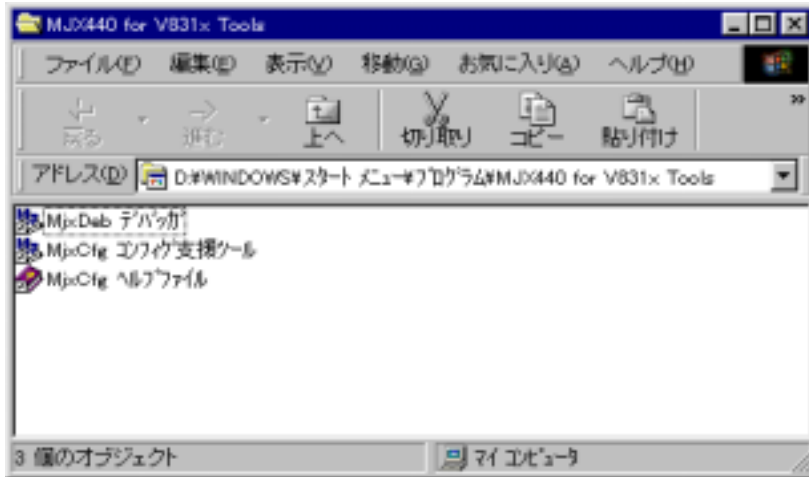 MJX440 for V831x Tools
ファイル(F) 編集(E) 表示(V) 移動(G) お気に入り(A) ヘルプ(H)
戻る 進む 上へ 切り取り コピー 貼り付け »
アドレス(D) D:¥WINDOWS¥スタート メニュー¥プログラム¥MJX440 for V831x Tools
MjxDeb デバッガ
MjxCfg コンフィグ支援ツール
MjxCfg ヘルプファイル
3 個のオブジェクト マイ コンピュータ